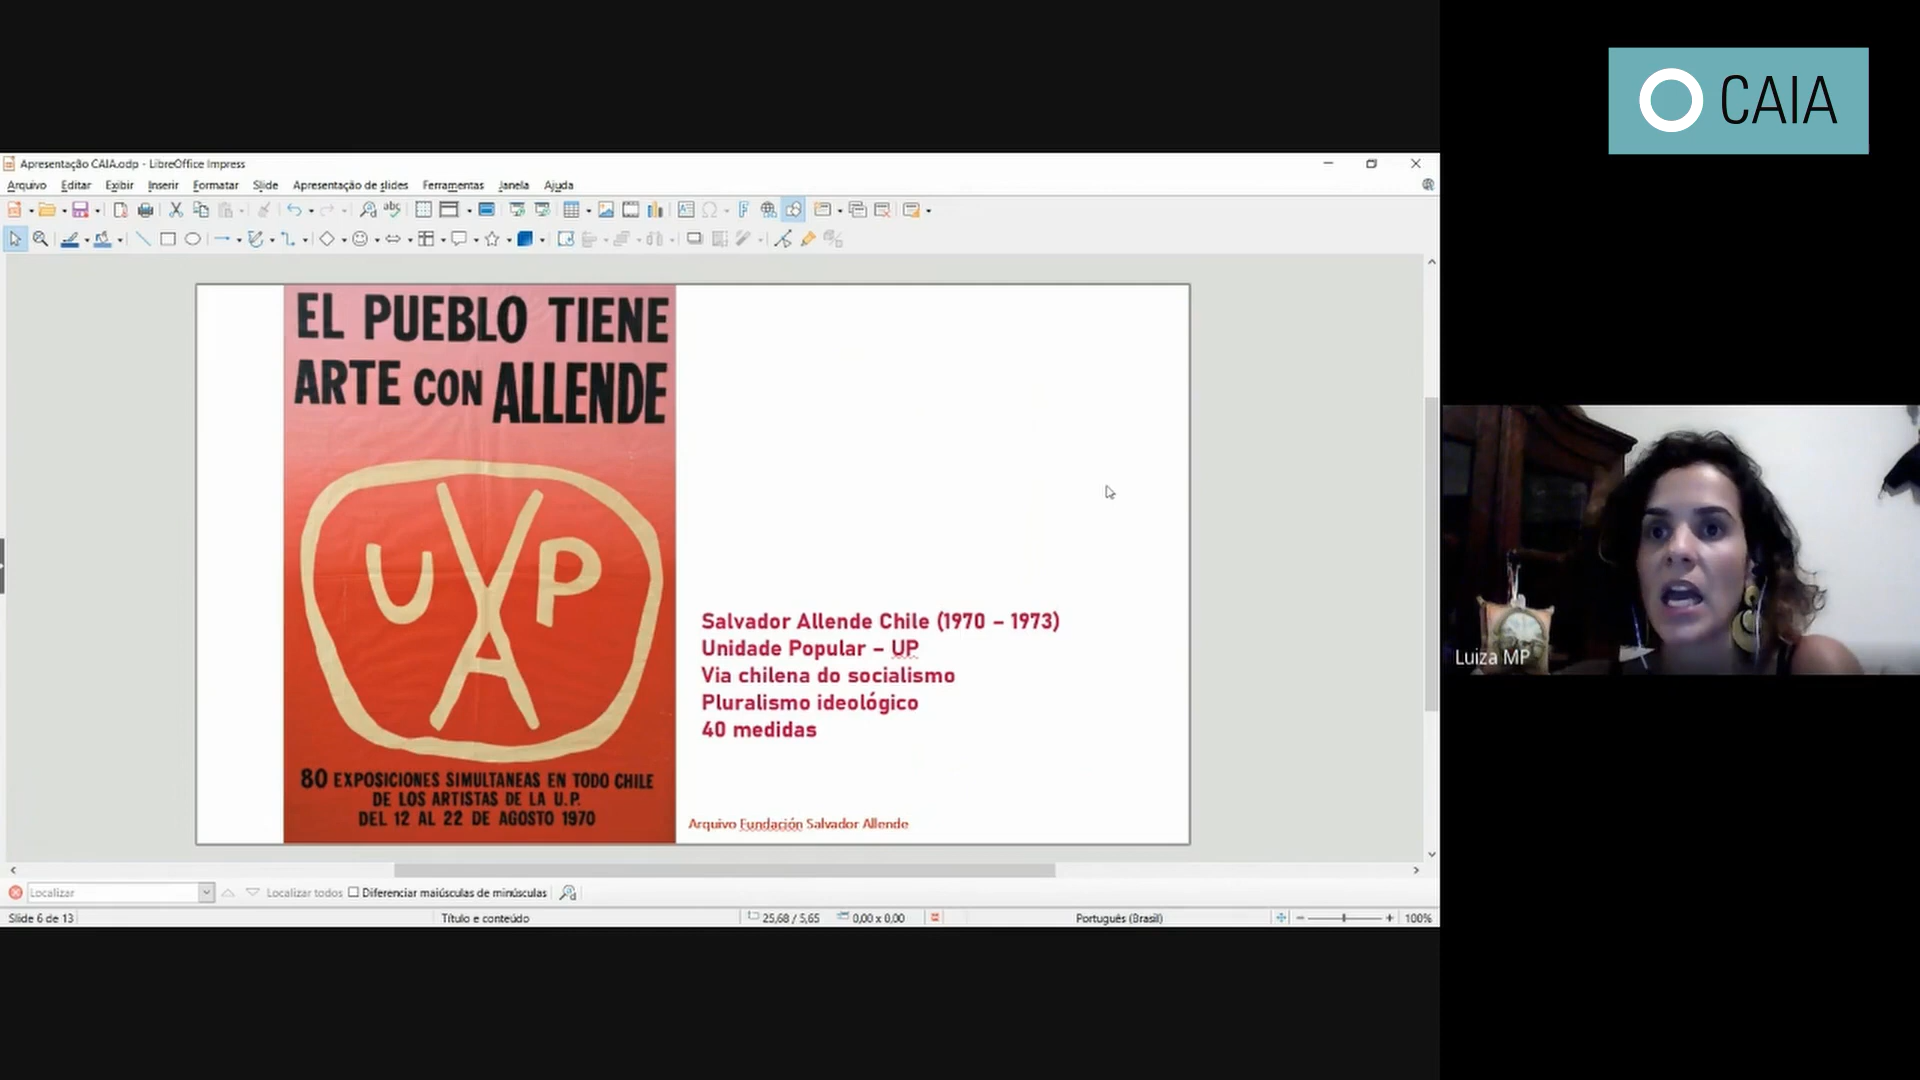 CAIA
Apresentação CAIA.odp - LibreOffice Impress
Arquivo Editar Exibir Inserir Formatar Slide Apresentação de slides Ferramentas Janela Ajuda
EL PUEBLO TIENE
ARTE CON ALLENDE
U P
A
80 EXPOSICIONES SIMULTANEAS EN TODO CHILE
DE LOS ARTISTAS DE LA U.P.
DEL 12 AL 22 DE AGOSTO 1970
Salvador Allende Chile (1970 – 1973)
Unidade Popular – UP
Via chilena do socialismo
Pluralismo ideológico
40 medidas
Arquivo Fundación Salvador Allende
Luiza MP
Localizar Localizar todos Diferenciar maiúsculas de minúsculas
Slide 6 de 13 Título e conteúdo 25,68 / 5,65 0,00 x 0,00 Português (Brasil) 100%